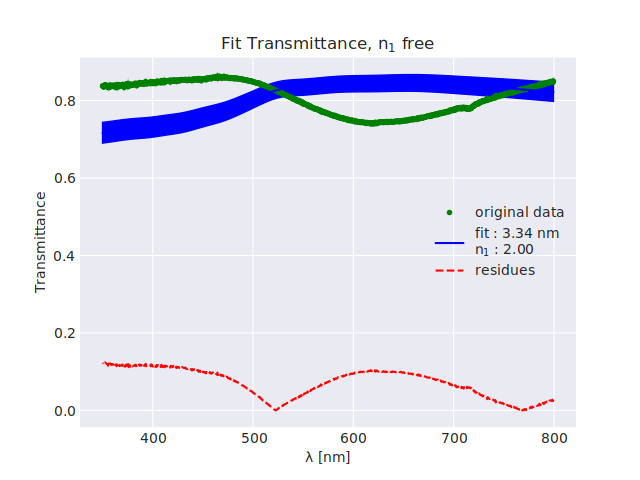 Fit Transmittance, n₁ free
Transmittance
0.8
0.6
0.4
0.2
0.0
original data
fit : 3.34 nm
n₁ : 2.00
residues
400 500 600 700 800
λ [nm]